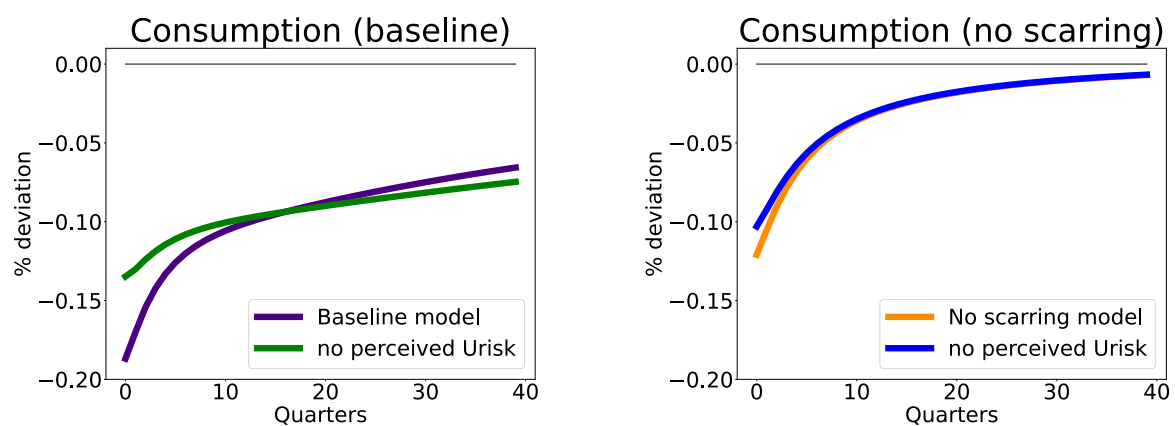 Consumption (baseline)
0.00
−0.05
−0.10
−0.15
−0.20
% deviation
Baseline model
no perceived Urisk
0 10 20 30 40
Quarters
Consumption (no scarring)
0.00
−0.05
−0.10
−0.15
−0.20
% deviation
No scarring model
no perceived Urisk
0 10 20 30 40
Quarters